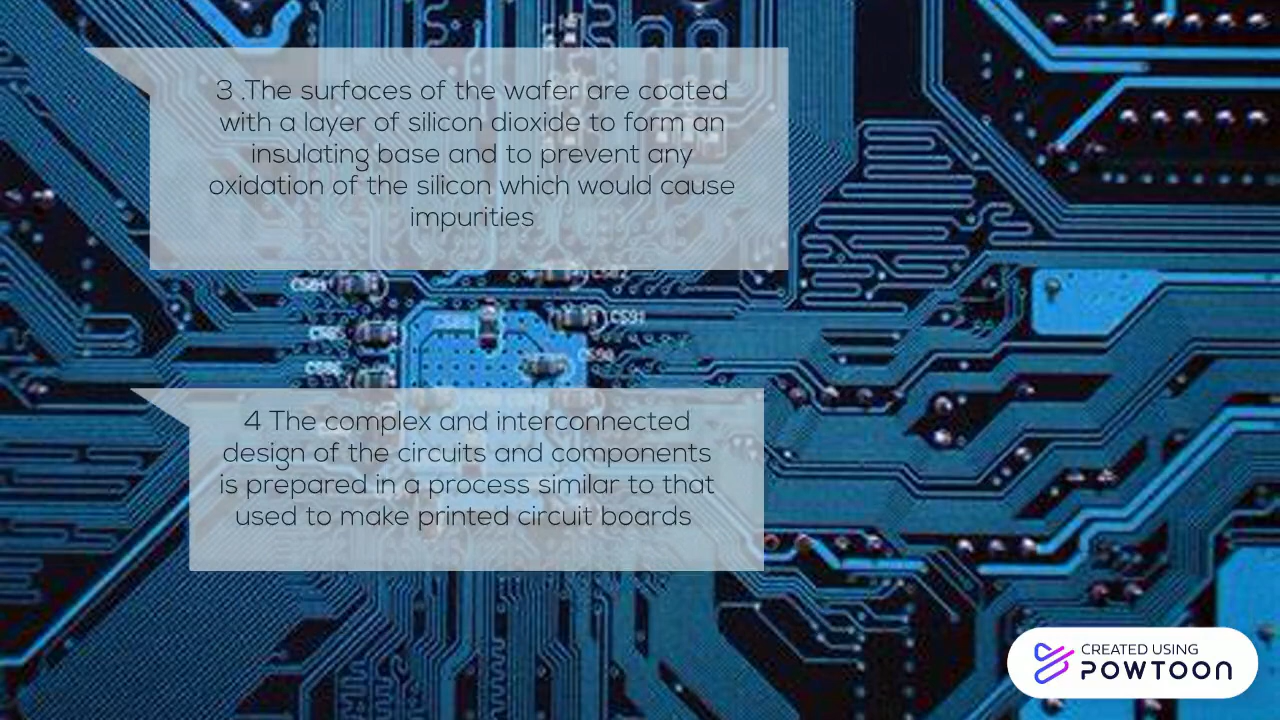 3 .The surfaces of the wafer are coated
with a layer of silicon dioxide to form an
insulating base and to prevent any
oxidation of the silicon which would cause
impurities
C585
C591
C590
4 The complex and interconnected
design of the circuits and components
is prepared in a process similar to that
used to make printed circuit boards
CREATED USING
POWTOON